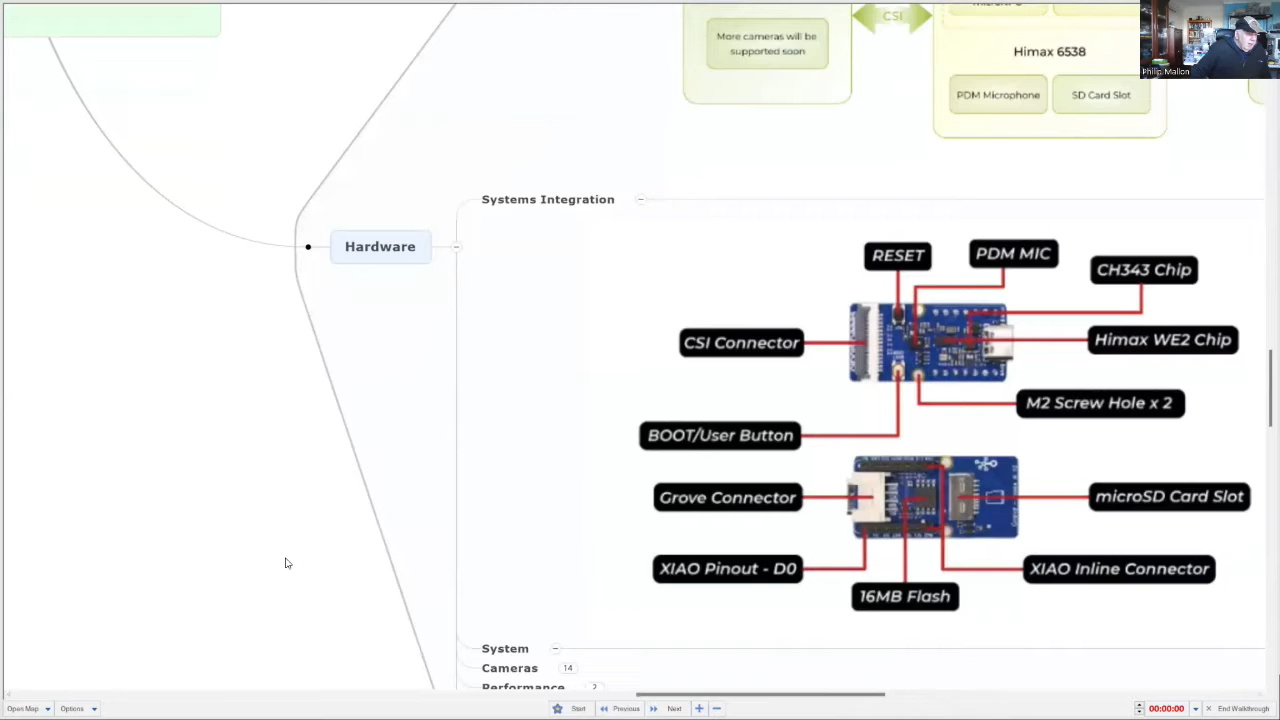 CSI
More cameras will be
supported soon
Himax 6538
PDM Microphone
SD Card Slot
Philip Mallon
Systems Integration
Hardware
RESET
PDM MIC
CH343 Chip
CSI Connector
Himax WE2 Chip
M2 Screw Hole x 2
BOOT/User Button
Grove Connector
microSD Card Slot
XIAO Pinout - D0
XIAO Inline Connector
16MB Flash
System
Cameras
14
Performance
2
Open Map
Options
Start
Previous
Next
00:00:00
End Walkthrough